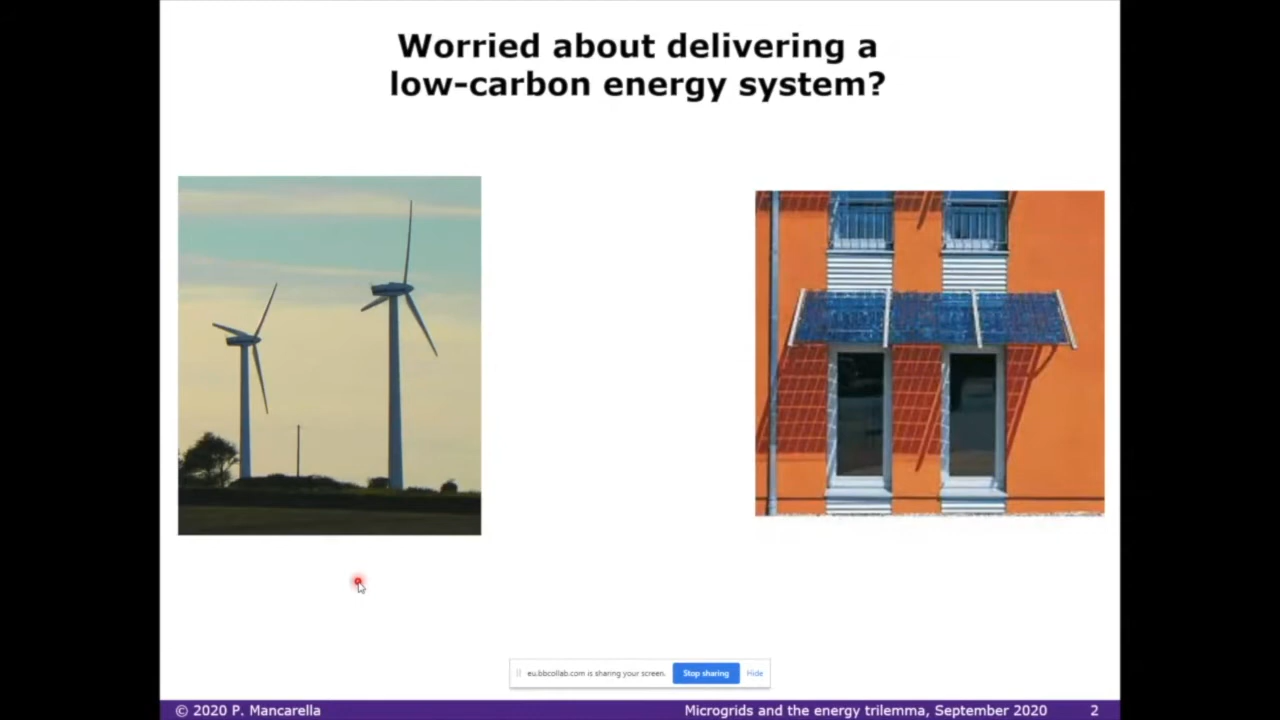 Worried about delivering a
low-carbon energy system?
eu.bbcollab.com is sharing your screen.
Stop sharing
Hide
© 2020 P. Mancarella
Microgrids and the energy trilemma, September 2020
2